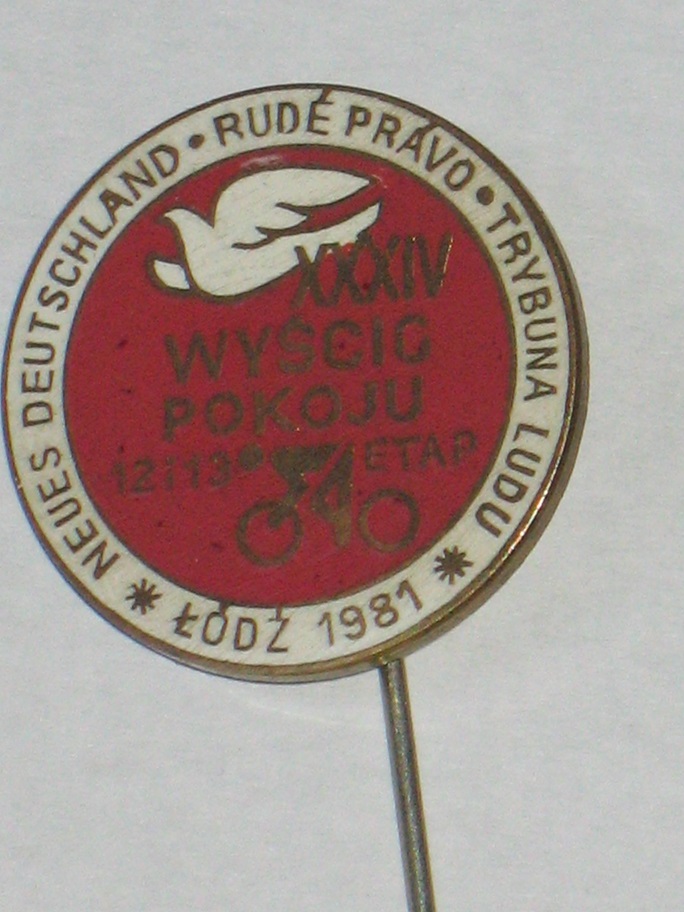 NEUES DEUTSCHLAND • RUDÉ PRÁVO • TRYBUNA LUDU
XXXIV
WYŚCIG
POKOJU
12 i 13 ETAP
* ŁÓDŹ 1981 *